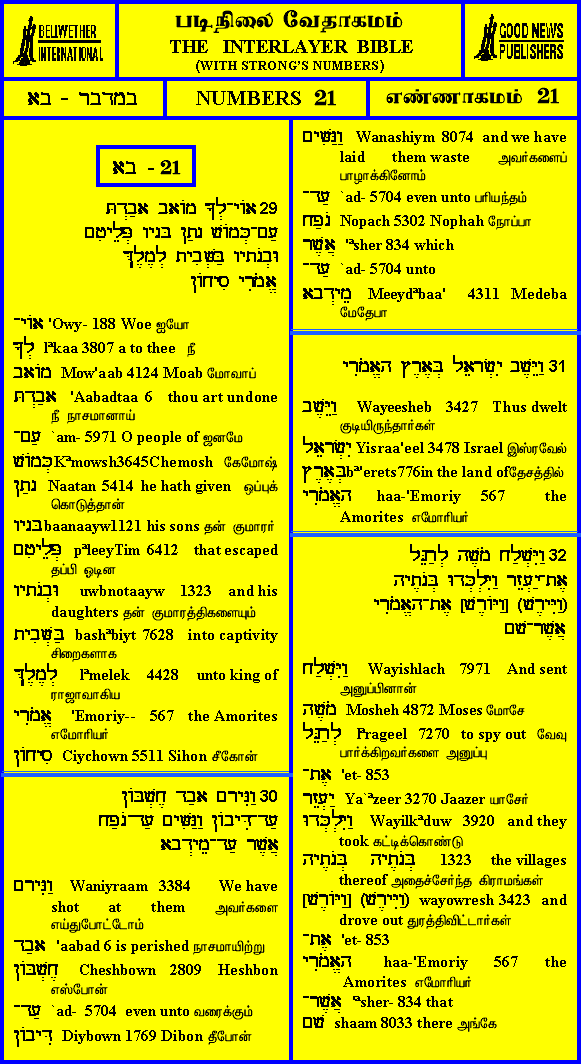 BELLWETHER
INTERNATIONAL
படிநிலை வேதாகமம்
THE INTERLAYER BIBLE
(WITH STRONG'S NUMBERS)
GOOD NEWS
PUBLISHERS
במדבר - בא
NUMBERS 21
எண்ணாகமம் 21
בא - 21
29 אוֹי־לְךָ מוֹאָב אָבַדְתָּ
עַם־כְּמוֹשׁ נָתַן בָּנָיו פְּלֵיטִם
וּבְנֹתָיו בַּשְּׁבִית לְמֶלֶךְ
אֱמֹרִי סִיחוֹן
אוֹי־ 'Owy- 188 Woe ஐயோ
לְךָ lªkaa 3807 a to thee நீ
מוֹאָב Mow'aab 4124 Moab மோவாப்
אָבַדְתָּ 'Aabadtaa 6 thou art undone
நீ நாசமானாய்
עַם־ `am- 5971 O people of ஜனமே
כְּמוֹשׁ Kªmowsh3645Chemosh கேமோஷ்
נָתַן Naatan 5414 he hath given ஒப்புக்
கொடுத்தான்
בָּנָיו baanaayw1121 his sons தன் குமாரர்
פְּלֵיטִם pªleeyTim 6412 that escaped
தப்பி ஓடின
וּבְנֹתָיו uwbnotaayw 1323 and his
daughters தன் குமாரத்திகளையும்
בַּשְּׁבִית bashªbiyt 7628 into captivity
சிறைகளாக
לְמֶלֶךְ lªmelek 4428 unto king of
ராஜாவாகிய
אֱמֹרִי 'Emoriy-- 567 the Amorites
எமோரியர்
סִיחוֹן Ciychown 5511 Sihon சீகோன்
30 וַנִּירָם אָבַד חֶשְׁבּוֹן
עַד־דִּיבוֹן וַנַּשִּׁים עַד־נֹפַח
אֲשֶׁר עַד־מֵידְבָא
וַנִּירָם Waniyraam 3384 We have
shot at them அவர்களை
எய்துபோட்டோம்
אָבַד 'aabad 6 is perished நாசமாயிற்று
חֶשְׁבּוֹן Cheshbown 2809 Heshbon
எஸ்போன்
עַד־ `ad- 5704 even unto வரைக்கும்
דִּיבוֹן Diybown 1769 Dibon தீபோன்
וַנַּשִּׁים Wanashiym 8074 and we have
laid them waste அவர்களைப்
பாழாக்கினோம்
עַד־ `ad- 5704 even unto பரியந்தம்
נֹפַח Nopach 5302 Nophah நோப்பா
אֲשֶׁר 'ªsher 834 which
עַד־ `ad- 5704 unto
מֵידְבָא Meeydªbaa' 4311 Medeba
மேதேபா
31 וַיֵּשֶׁב יִשְׂרָאֵל בְּאֶרֶץ הָאֱמֹרִי
וַיֵּשֶׁב Wayeesheb 3427 Thus dwelt
குடியிருந்தார்கள்
יִשְׂרָאֵל Yisraa'eel 3478 Israel இஸ்ரவேல்
בְּאֶרֶץ bª'erets776in the land ofதேசத்தில்
הָאֱמֹרִי haa-'Emoriy 567 the
Amorites எமோரியர்
32 וַיִּשְׁלַח מֹשֶׁה לְרַגֵּל
אֶת־יַעְזֵר וַיִּלְכְּדוּ בְּנֹתֶיהָ
(וַיִּירֶשׁ) [וַיּוֹרֶשׁ] אֶת־הָאֱמֹרִי
אֲשֶׁר־שָׁם
וַיִּשְׁלַח Wayishlach 7971 And sent
அனுப்பினான்
מֹשֶׁה Mosheh 4872 Moses மோசே
לְרַגֵּל lªrageel 7270 to spy out வேவு
பார்க்கிறவர்களை அனுப்பு
אֶת־ 'et- 853
יַעְזֵר Ya`azeer 3270 Jaazer யாசேர்
וַיִּלְכְּדוּ Wayilkªduw 3920 and they
took கட்டிக்கொண்டு
בְּנֹתֶיהָ בְּנֹתֶיהָ 1323 the villages
thereof அதைச்சேர்ந்த கிராமங்கள்
(וַיִּירֶשׁ) [וַיּוֹרֶשׁ] wayowresh 3423 and
drove out துரத்திவிட்டார்கள்
אֶת־ 'et- 853
הָאֱמֹרִי haa-'Emoriy 567 the
Amorites எமோரியர்
אֲשֶׁר־ 'ªsher- 834 that
שָׁם shaam 8033 there அங்கே